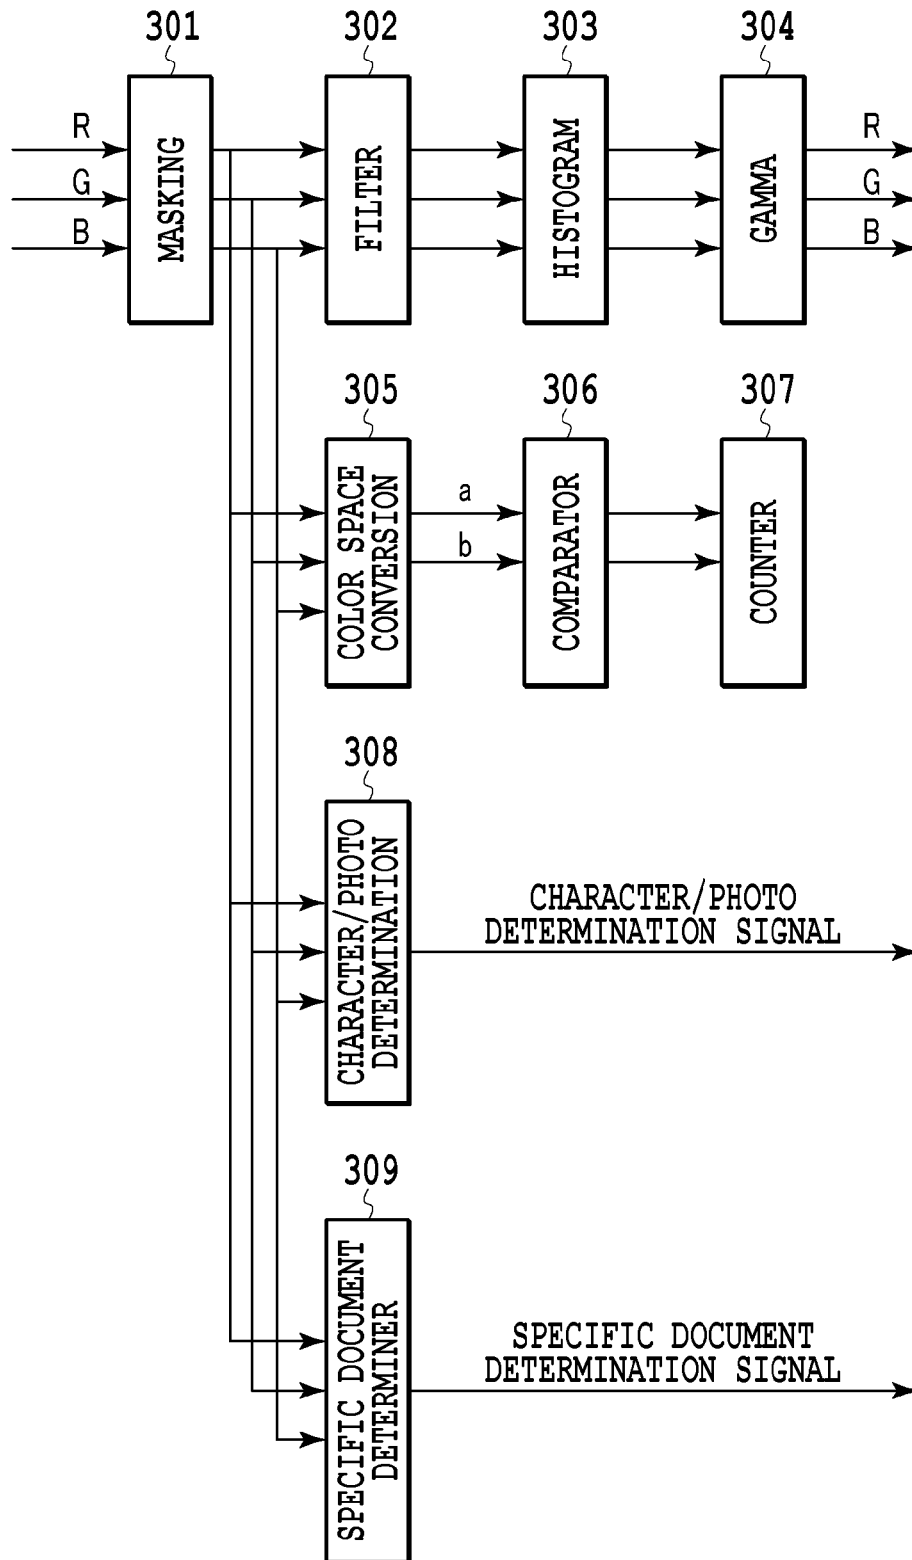 301
302
303
304
R
G
B
MASKING
FILTER
HISTOGRAM
GAMMA
R
G
B
305
306
307
COLOR SPACE
CONVERSION
a
b
COMPARATOR
COUNTER
308
CHARACTER/PHOTO
DETERMINATION
CHARACTER/PHOTO
DETERMINATION SIGNAL
309
SPECIFIC DOCUMENT
DETERMINER
SPECIFIC DOCUMENT
DETERMINATION SIGNAL